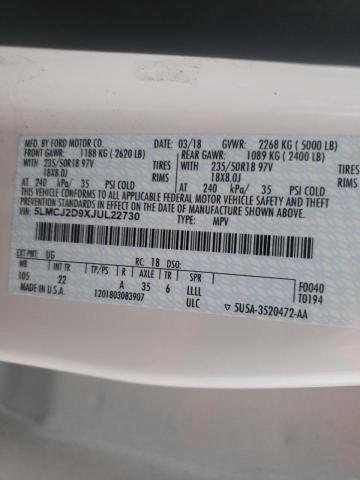 MFD. BY FORD MOTOR CO.
DATE: 03/18 GVWR: 2268 KG ( 5000 LB)
FRONT GAWR: 1188 KG ( 2620 LB) REAR GAWR: 1089 KG ( 2400 LB)
WITH 235/50R18 97V TIRES WITH 235/50R18 97V TIRES
18X8.0J RIMS 18X8.0J RIMS
AT 240 kPa/ 35 PSI COLD AT 240 kPa/ 35 PSI COLD
THIS VEHICLE CONFORMS TO ALL APPLICABLE FEDERAL MOTOR VEHICLE SAFETY AND THEFT PREVENTION STANDARDS IN EFFECT ON THE DATE OF MANUFACTURE SHOWN ABOVE.
VIN: 5LMCJ2D9XJUL22730
TYPE: MPV
EXT PNT: UG RC: 18 DSO: F0040
WB TP/PS AXLE TR SPR T0194
105 22 A 35 6 LLLL
MADE IN U.S.A. 1201803083907 ULC 5U5A-3520472-AA